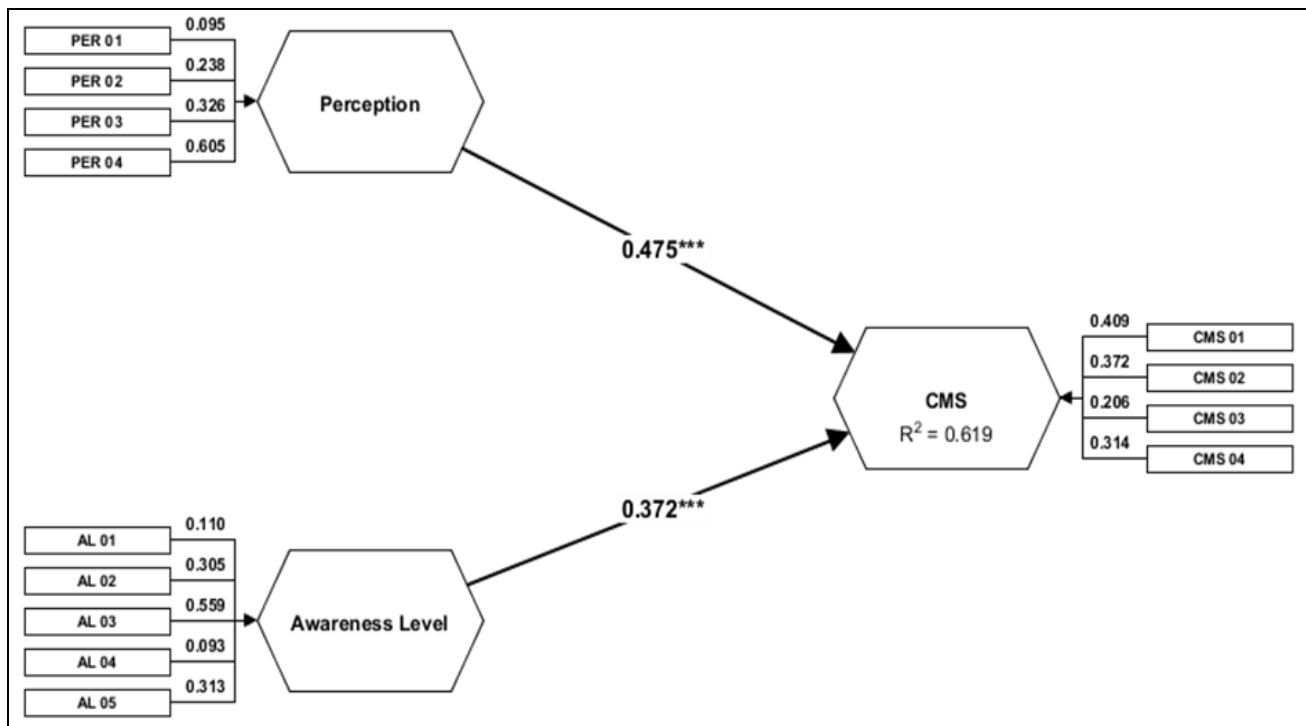 0.095
PER 01
0.238
PER 02
0.326
PER 03
0.605
PER 04
Perception
0.475***
0.409
CMS 01
0.372
CMS 02
0.206
CMS 03
0.314
CMS 04
CMS
R² = 0.619
0.372***
0.110
AL 01
0.305
AL 02
0.559
AL 03
0.093
AL 04
0.313
AL 05
Awareness Level